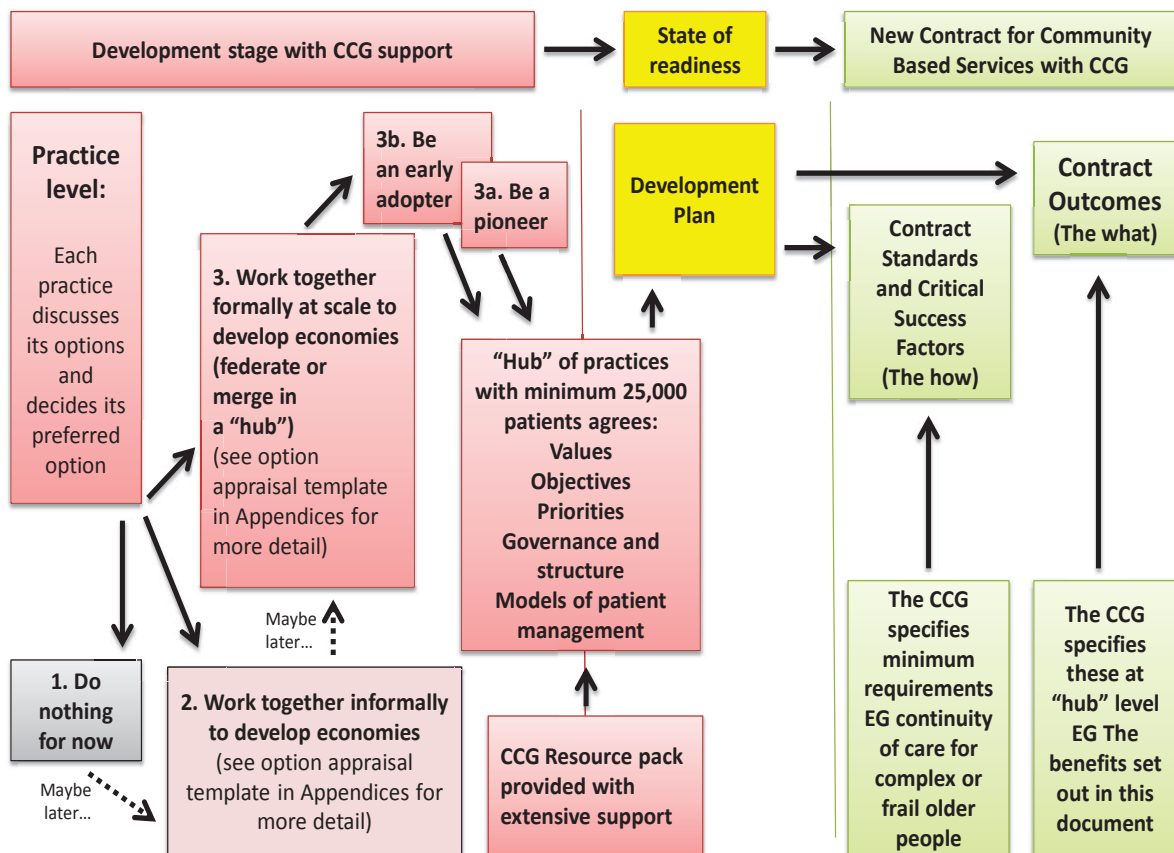 Development stage with CCG support
State of
readiness
New Contract for Community
Based Services with CCG
Practice
level:
Each
practice
discusses
its options
and
decides its
preferred
option
3b. Be
an early
adopter
3a. Be a
pioneer
3. Work together
formally at scale to
develop economies
(federate or
merge in
a “hub”)
(see option
appraisal template
in Appendices for
more detail)
Development
Plan
Contract
Outcomes
(The what)
Contract
Standards
and Critical
Success
Factors
(The how)
“Hub” of practices
with minimum 25,000
patients agrees:
Values
Objectives
Priorities
Governance and
structure
Models of patient
management
Maybe
later…
1. Do
nothing
for now
Maybe
later…
2. Work together informally
to develop economies
(see option appraisal
template in Appendices for
more detail)
CCG Resource pack
provided with
extensive support
The CCG
specifies
minimum
requirements
EG continuity
of care for
complex or
frail older
people
The CCG
specifies
these at
“hub” level
EG The
benefits set
out in this
document